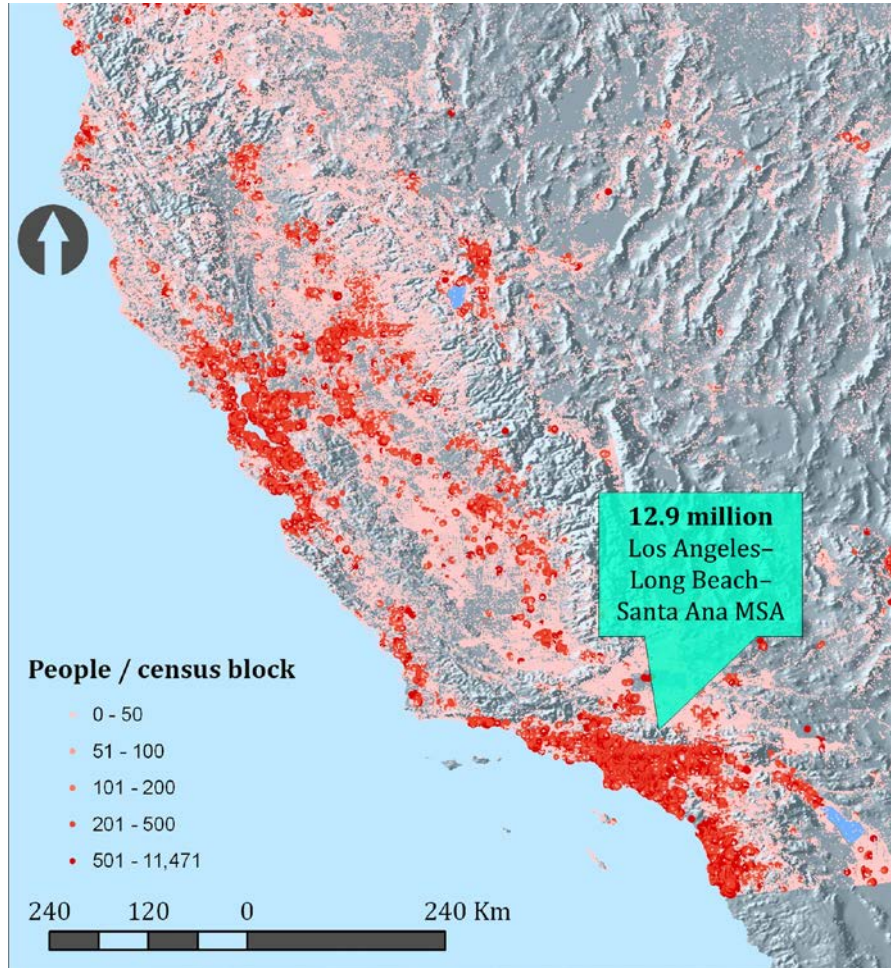 12.9 million
Los Angeles–
Long Beach–
Santa Ana MSA
People / census block
0 - 50
51 - 100
101 - 200
201 - 500
501 - 11,471
240 120 0 240 Km